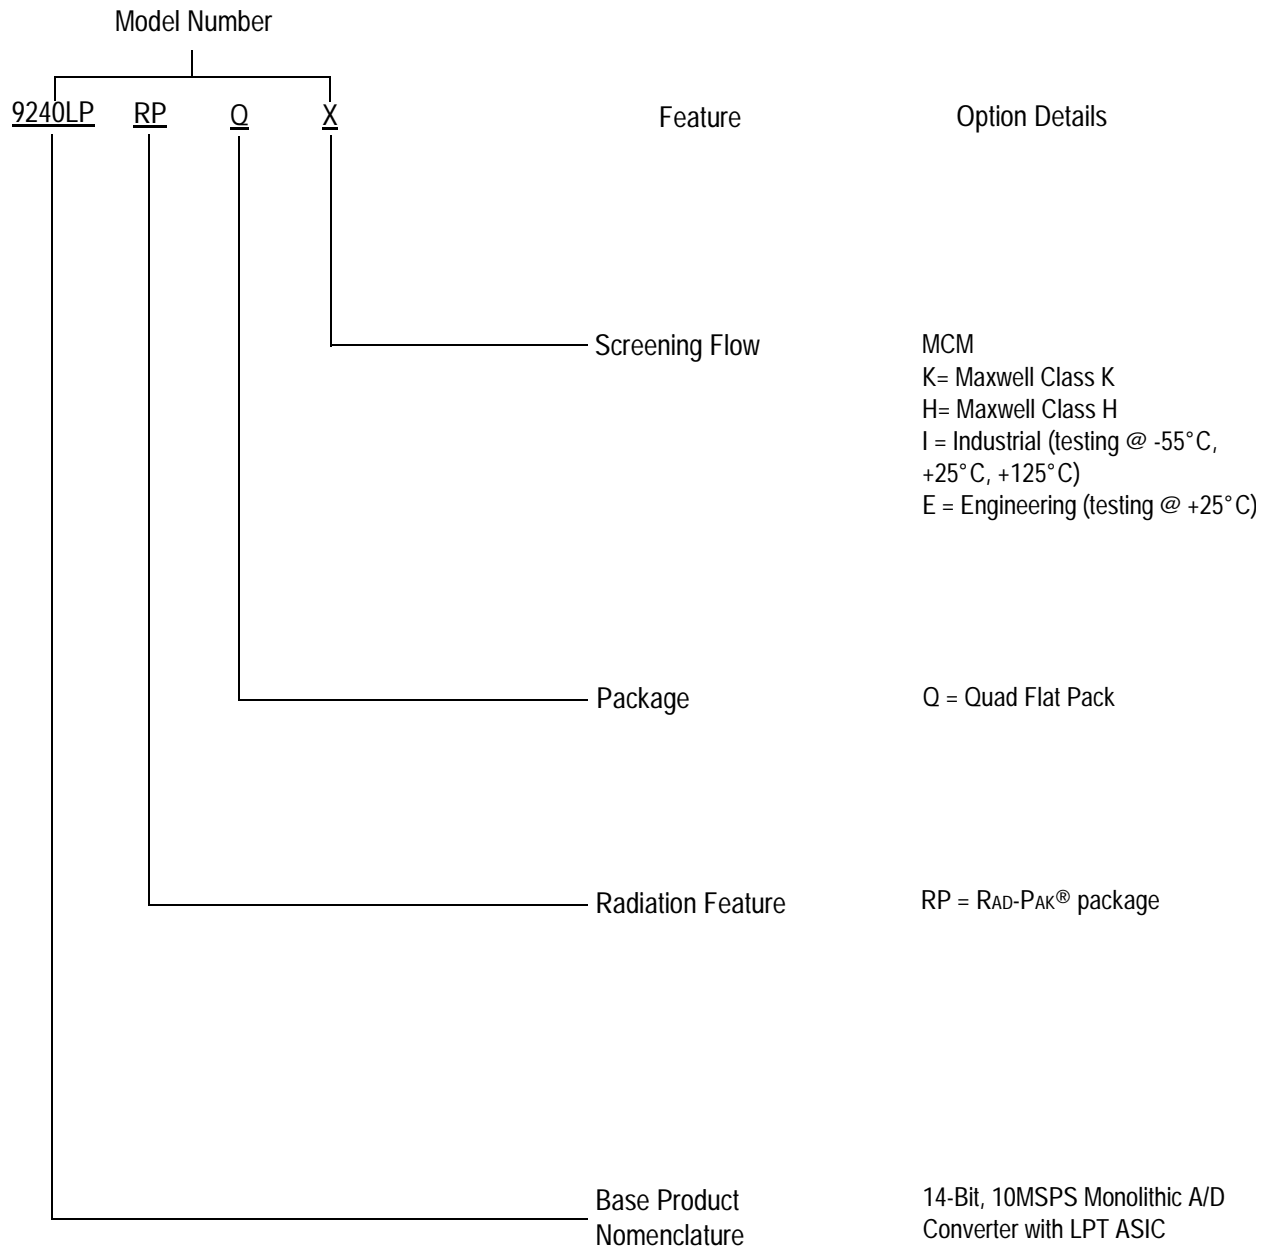 Model Number
9240LP RP Q X Feature Option Details
Screening Flow MCM
K= Maxwell Class K
H= Maxwell Class H
I = Industrial (testing @ -55°C,
+25°C, +125°C)
E = Engineering (testing @ +25°C)
Package Q = Quad Flat Pack
Radiation Feature RP = RAD-PAK® package
Base Product
Nomenclature
14-Bit, 10MSPS Monolithic A/D
Converter with LPT ASIC